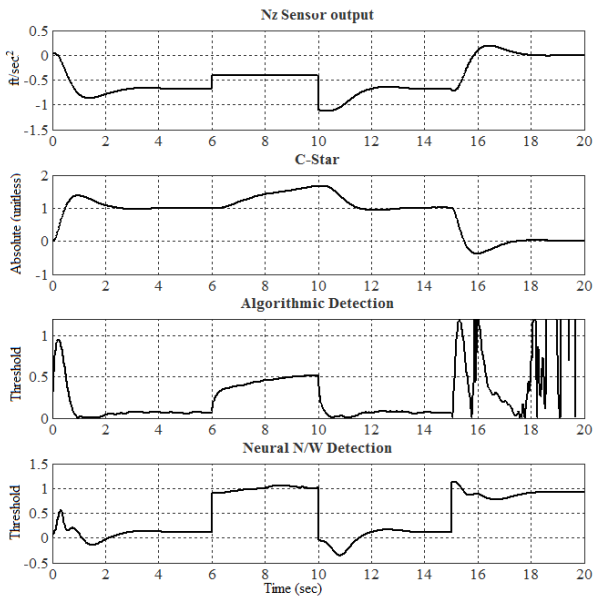 Nz Sensor output
ft/sec²
0.5
0
-0.5
-1
-1.5
0 2 4 6 8 10 12 14 16 18 20
C-Star
Absolute (unitless)
2
1
0
-1
0 2 4 6 8 10 12 14 16 18 20
Algorithmic Detection
Threshold
1
0.5
0
0 2 4 6 8 10 12 14 16 18 20
Neural N/W Detection
Threshold
1.5
1
0.5
0
-0.5
0 2 4 6 8 10 12 14 16 18 20
Time (sec)